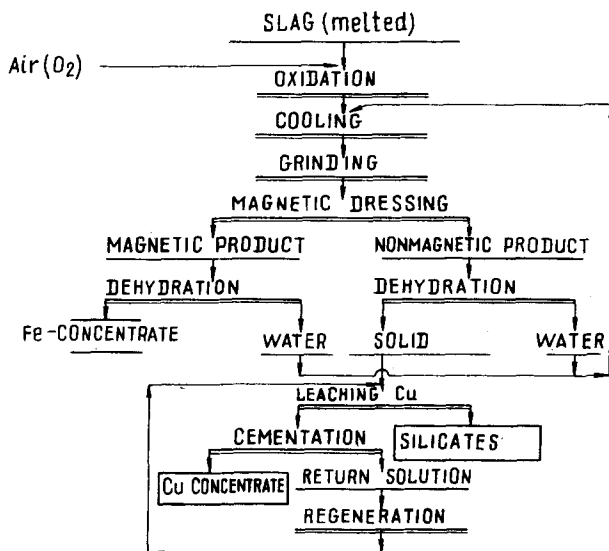 SLAG (melted)
Air (O2)
OXIDATION
COOLING
GRINDING
MAGNETIC DRESSING
MAGNETIC PRODUCT
NONMAGNETIC PRODUCT
DEHYDRATION
DEHYDRATION
Fe-CONCENTRATE
WATER
SOLID
WATER
LEACHING Cu
CEMENTATION
SILICATES
Cu CONCENTRATE
RETURN SOLUTION
REGENERATION